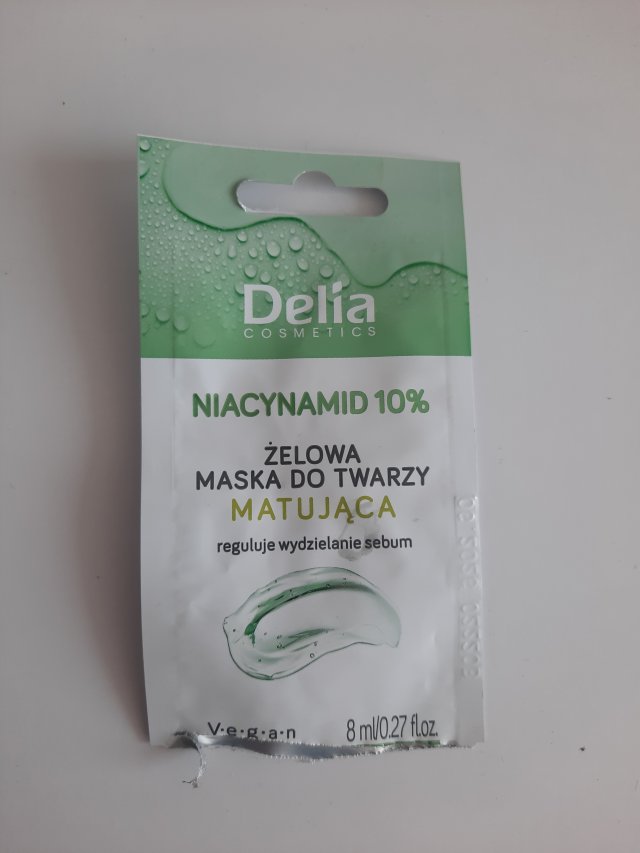 Delia
COSMETICS
NIACYNAMID 10%
ŻELOWA
MASKA DO TWARZY
MATUJĄCA
reguluje wydzielanie sebum
V·e·g·a·n
8 ml/0.27 fl.oz.